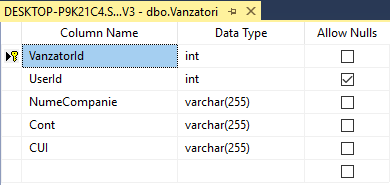 DESKTOP-P9K21C4.S...V3 - dbo.Vanzatori
Column Name Data Type Allow Nulls
VanzatorId int
UserId int
NumeCompanie varchar(255)
Cont varchar(255)
CUI varchar(255)